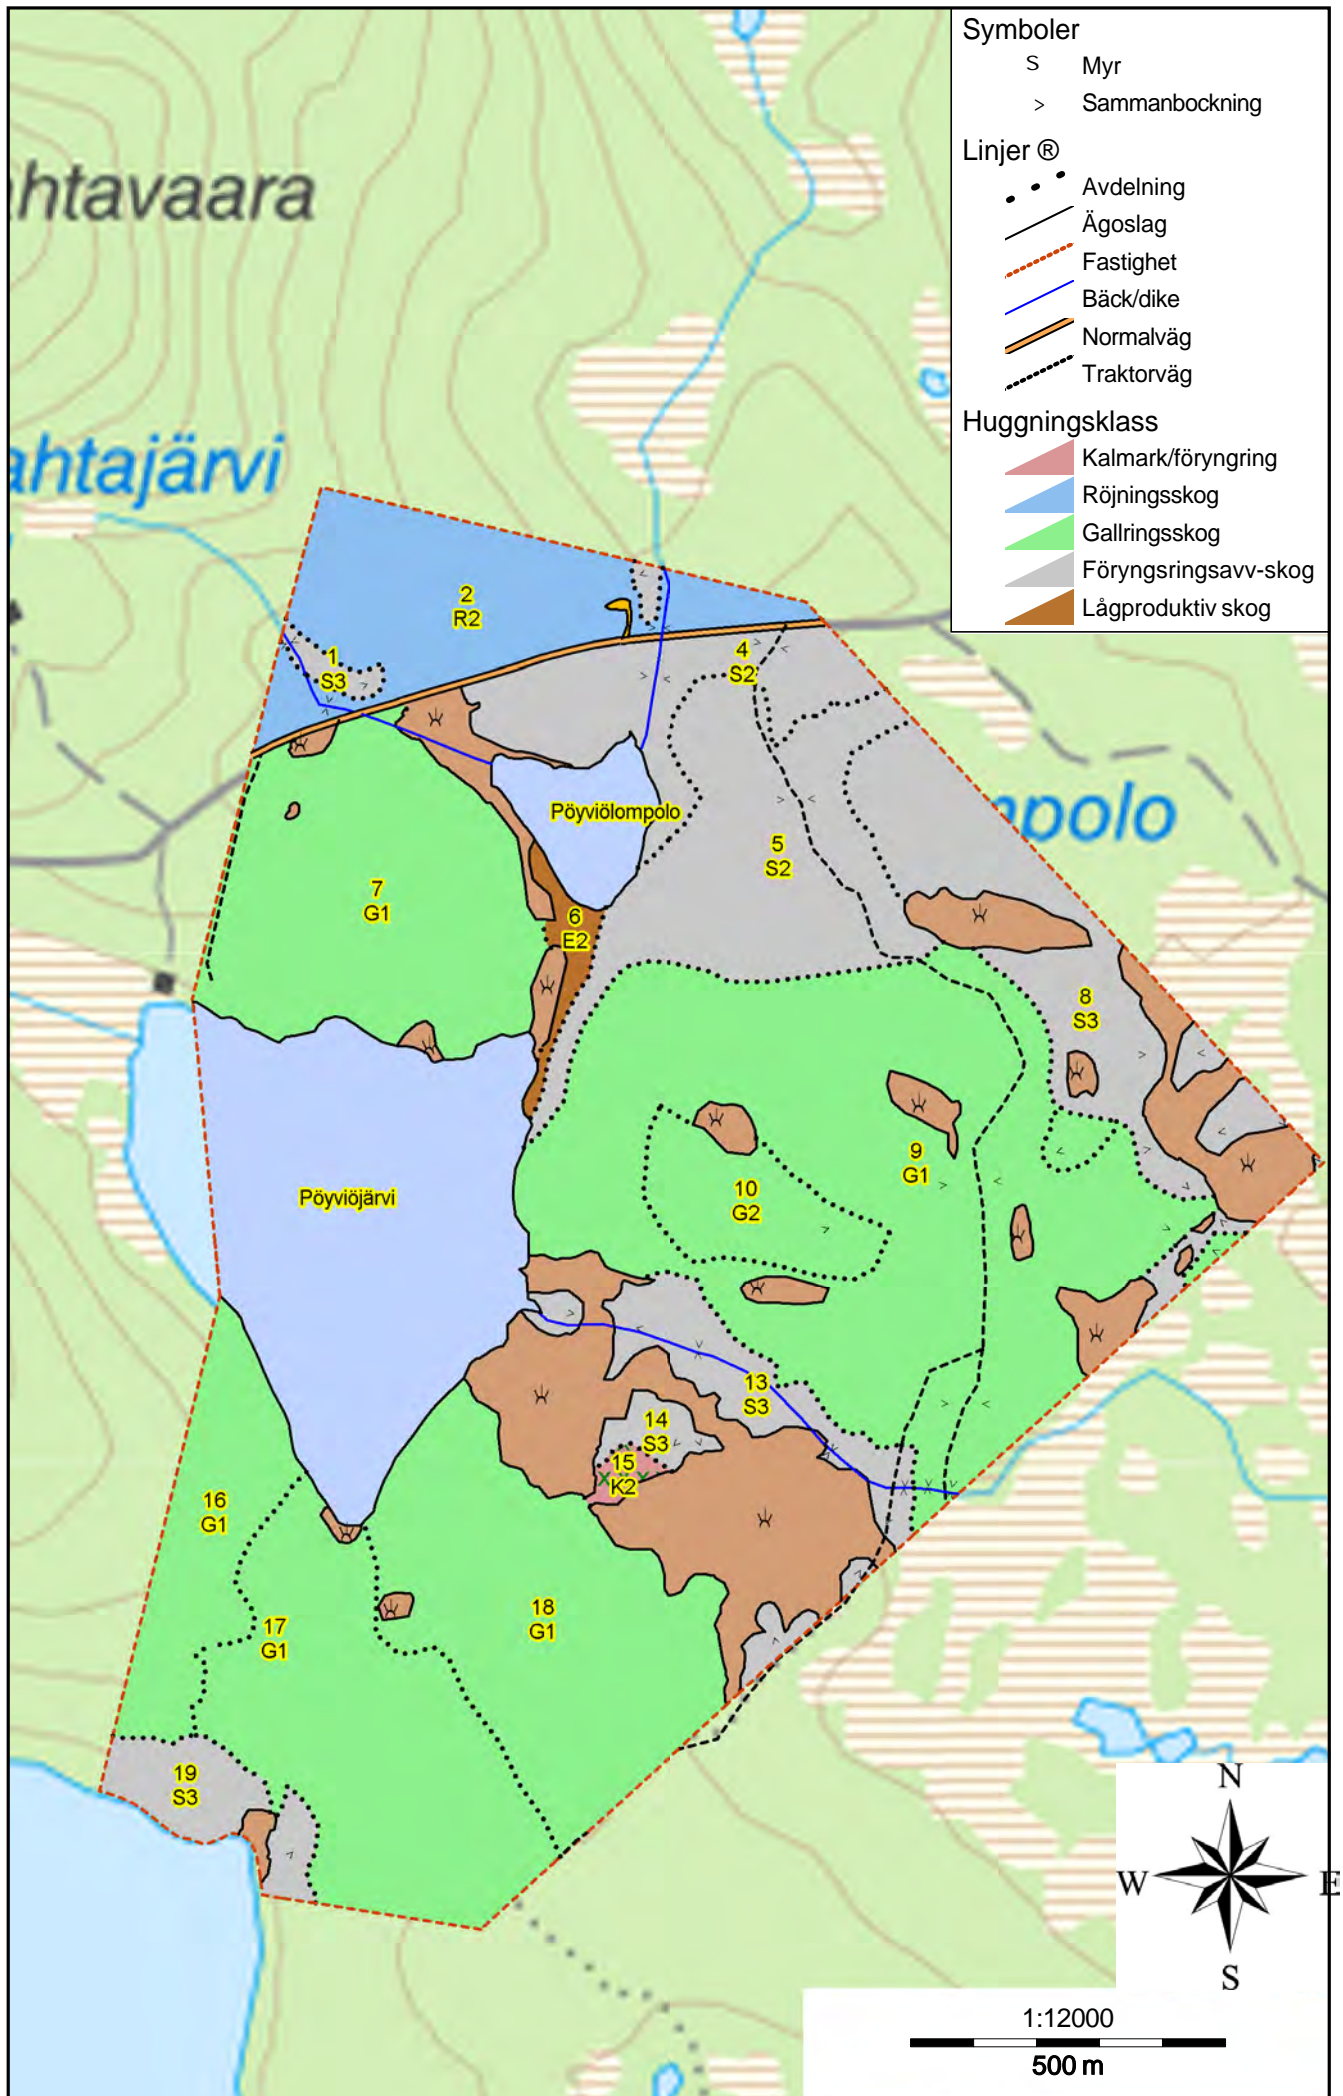 Symboler
S Myr
> Sammanbockning
Linjer ®
Avdelning
Ägoslag
Fastighet
Bäck/dike
Normalväg
Traktorväg
Huggningsklass
Kalmark/föryngring
Röjningsskog
Gallringsskog
Föryngsringsavv-skog
Lågproduktiv skog
htavaara
ahtajärvi
2
R2
1
S3
4
S2
Pöyviölompolo
polo
5
S2
7
G1
6
E2
8
S3
9
G1
10
G2
Pöyviöjärvi
13
S3
14
S3
15
K2
16
G1
18
G1
17
G1
19
S3
N
W E
S
1:12000
500 m